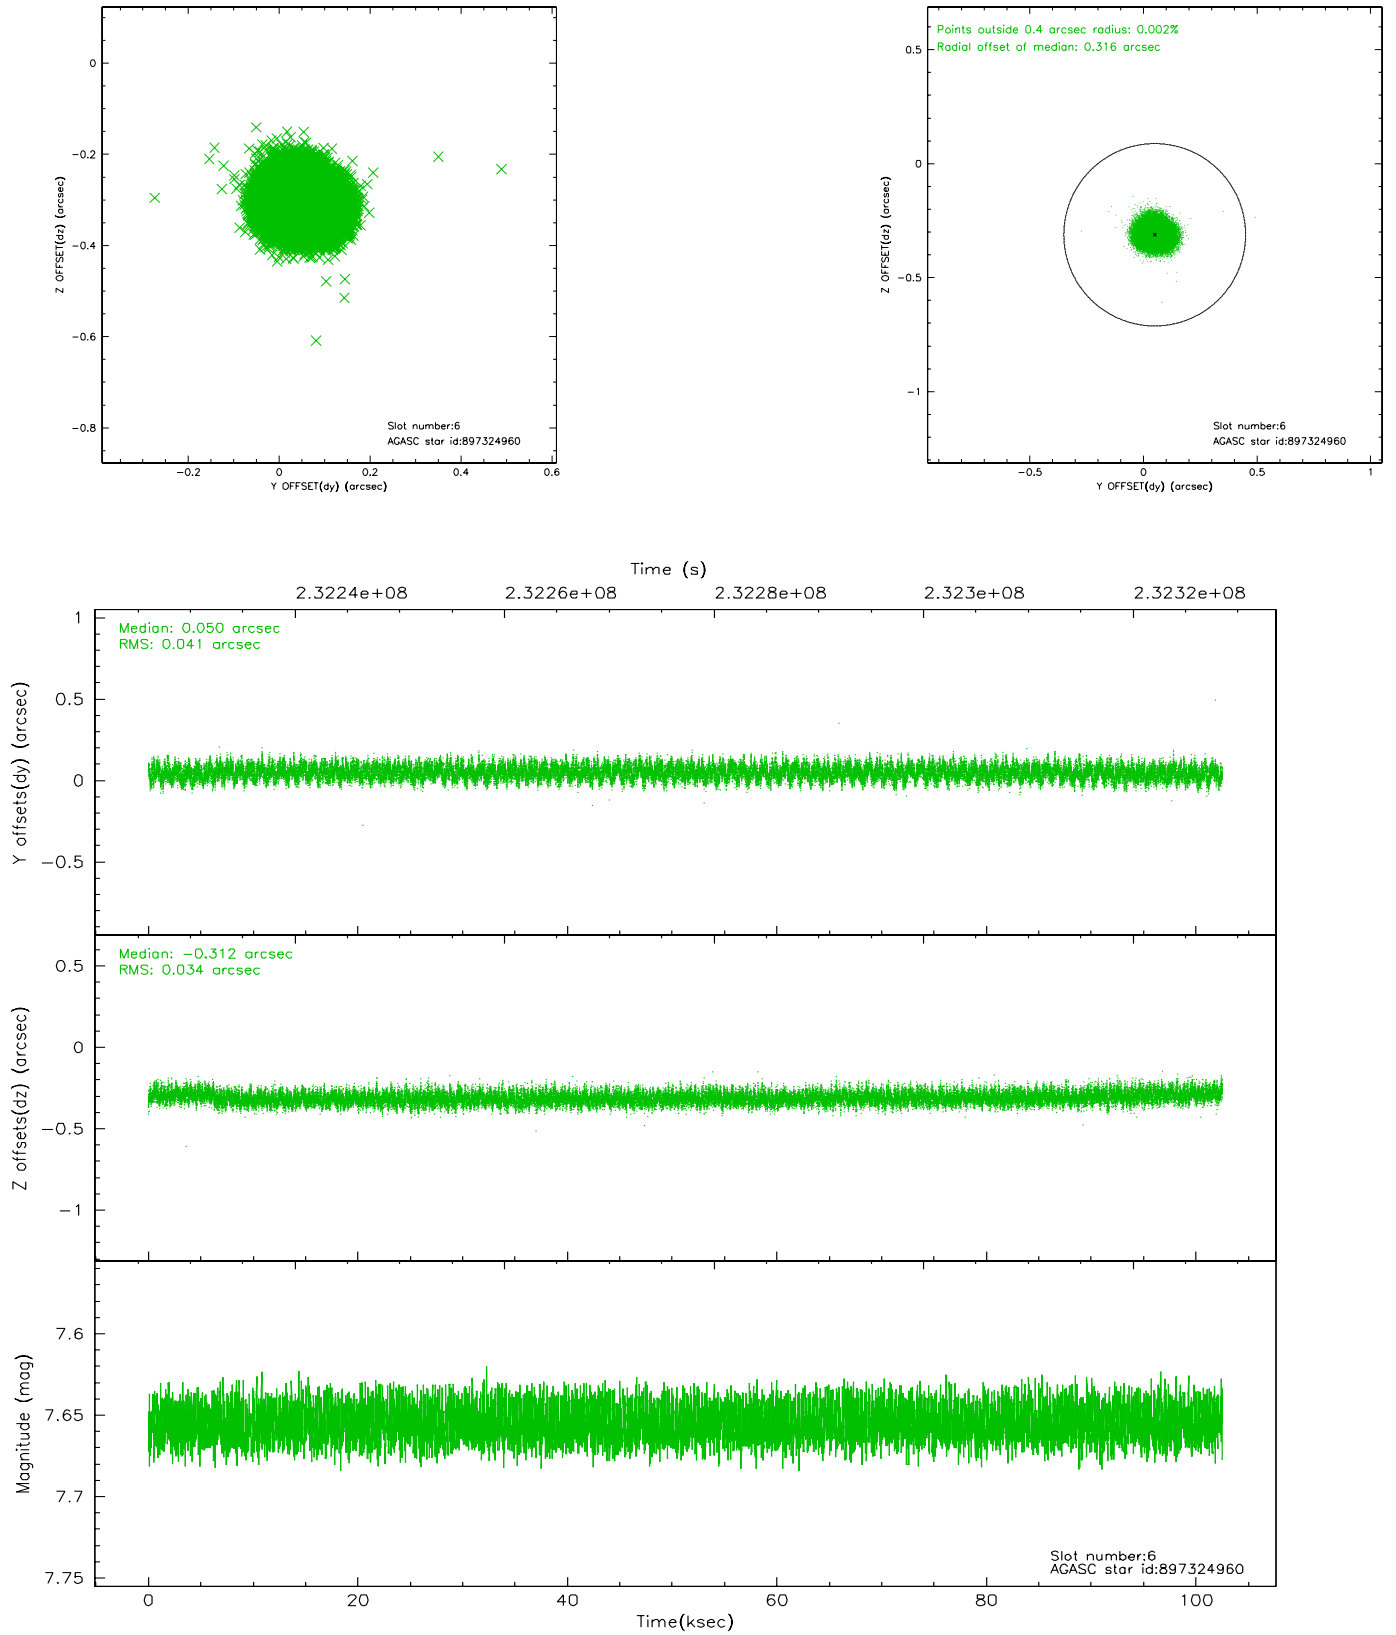 0
-0.2
-0.4
-0.6
-0.8
Z OFFSET(dz) (arcsec)
Slot number:6
AGASC star id:897324960
-0.2 0 0.2 0.4 0.6
Y OFFSET(dy) (arcsec)
Points outside 0.4 arcsec radius: 0.002%
Radial offset of median: 0.316 arcsec
0.5
0
-0.5
-1
Z OFFSET(dz) (arcsec)
Slot number:6
AGASC star id:897324960
-0.5 0 0.5 1
Y OFFSET(dy) (arcsec)
Time (s)
2.3224e+08 2.3226e+08 2.3228e+08 2.323e+08 2.3232e+08
Median: 0.050 arcsec
RMS: 0.041 arcsec
1
0.5
0
-0.5
Y offsets(dy) (arcsec)
Median: -0.312 arcsec
RMS: 0.034 arcsec
0.5
0
-0.5
-1
Z offsets(dz) (arcsec)
7.6
7.65
7.7
7.75
Magnitude (mag)
Slot number:6
AGASC star id:897324960
0 20 40 60 80 100
Time(ksec)